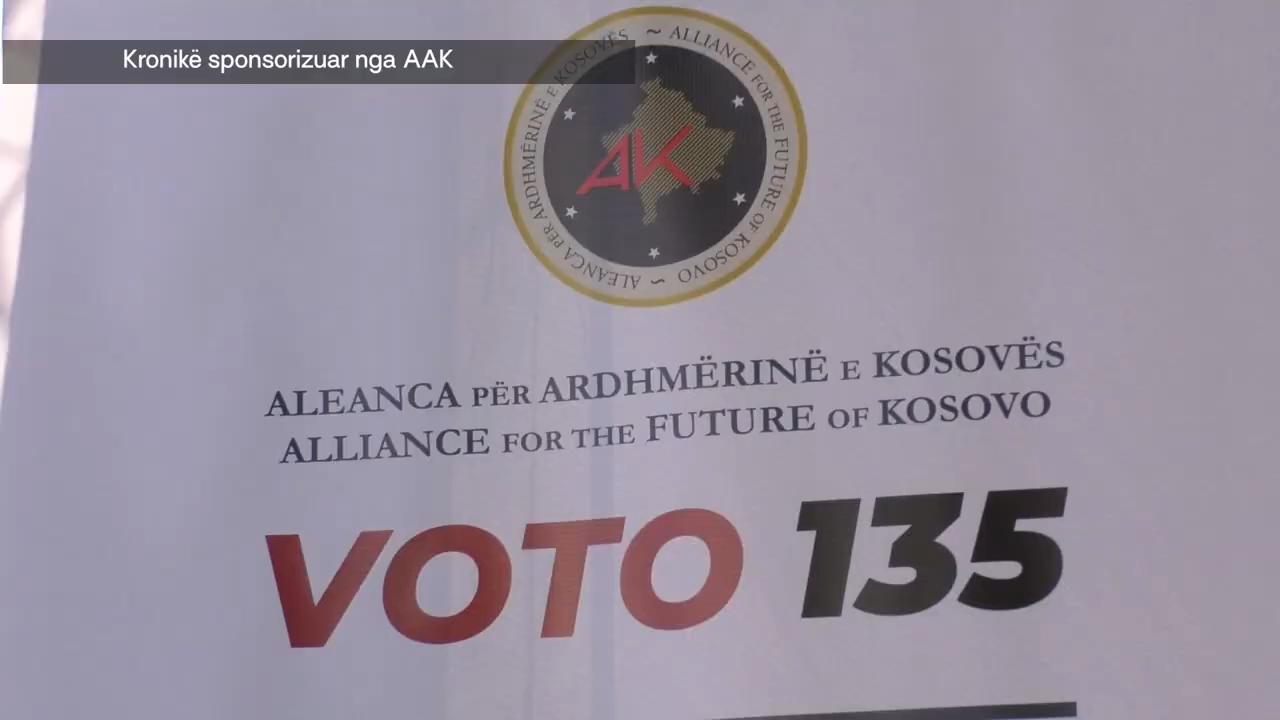 Kronikë sponsorizuar nga AAK
ALEANCA PËR ARDHMËRINË E KOSOVËS ~ ALLIANCE FOR THE FUTURE OF KOSOVO ~
AK
ALEANCA PËR ARDHMËRINË E KOSOVËS
ALLIANCE FOR THE FUTURE OF KOSOVO
VOTO 135